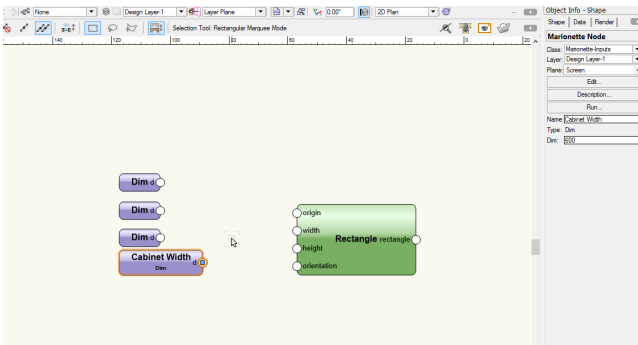 None
Design Layer-1
Layer Plane
0.00°
2D Plan
Selection Tool: Rectangular Marquee Mode
140
120
100
80
60
40
20
0
20
Dim d
Dim d
Dim d
Cabinet Width
d
Dim
origin
width
height
orientation
Rectangle rectangle
Object Info - Shape
Shape Data Render
Marionette Node
Class: Marionette-Inputs
Layer: Design Layer-1
Plane: Screen
Edit...
Description...
Run...
Name: Cabinet Width
Type: Dim
Dim: 600